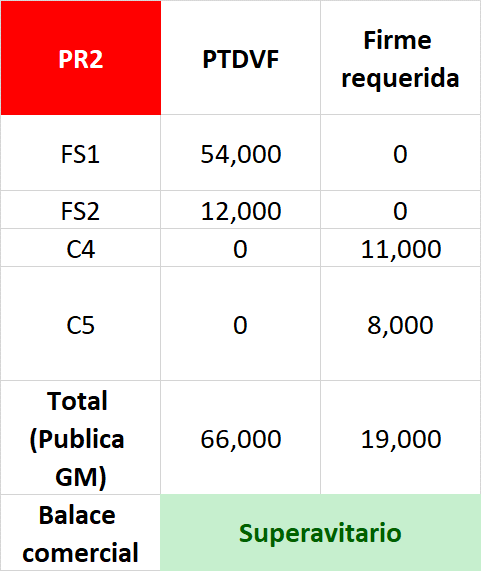 PR2 PTDVF Firme
requerida
FS1 54,000 0
FS2 12,000 0
C4 0 11,000
C5 0 8,000
Total
(Publica
GM) 66,000 19,000
Balace
comercial Superavitario